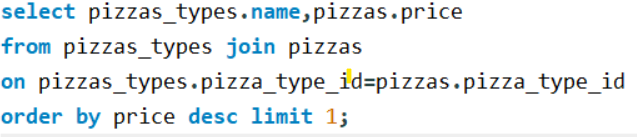 select pizzas_types.name,pizzas.price
from pizzas_types join pizzas
on pizzas_types.pizza_type_id=pizzas.pizza_type_id
order by price desc limit 1;